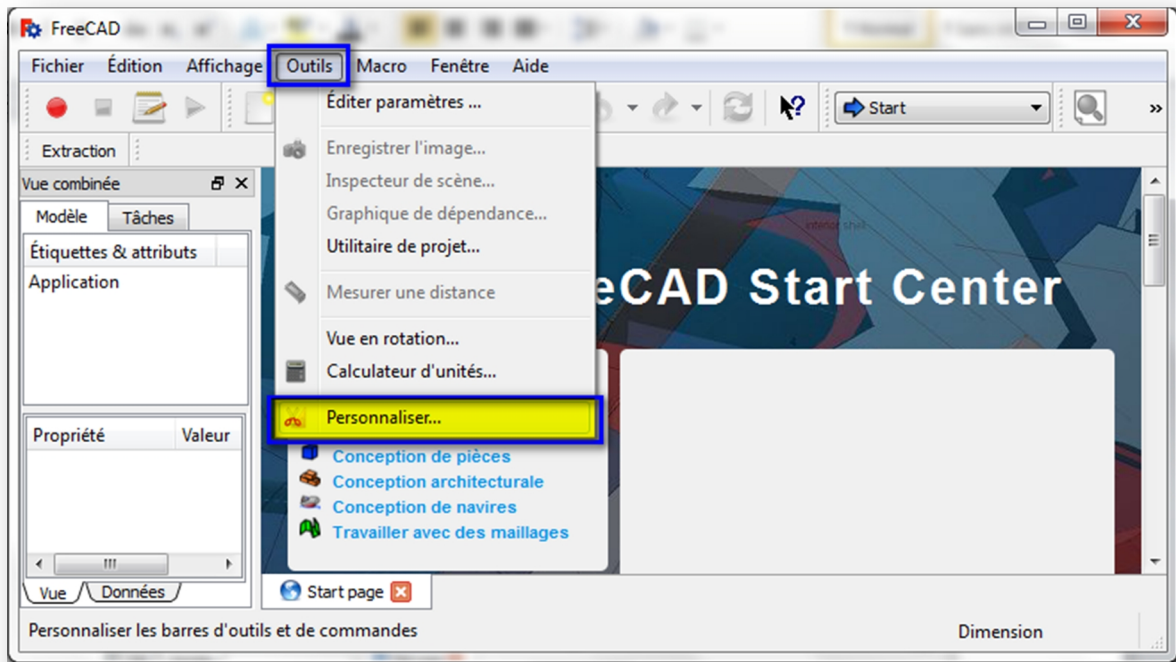 FreeCAD
Fichier Édition Affichage Outils Macro Fenêtre Aide
Start
»
Extraction
Vue combinée
Modèle Tâches
Étiquettes & attributs
Application
Propriété Valeur
Vue Données
Éditer paramètres ...
Enregistrer l'image...
Inspecteur de scène...
Graphique de dépendance...
Utilitaire de projet...
Mesurer une distance
Vue en rotation...
Calculateur d'unités...
Personnaliser...
interior shell
eCAD Start Center
Conception de pièces
Conception architecturale
Conception de navires
Travailler avec des maillages
Start page
Personnaliser les barres d'outils et de commandes
Dimension